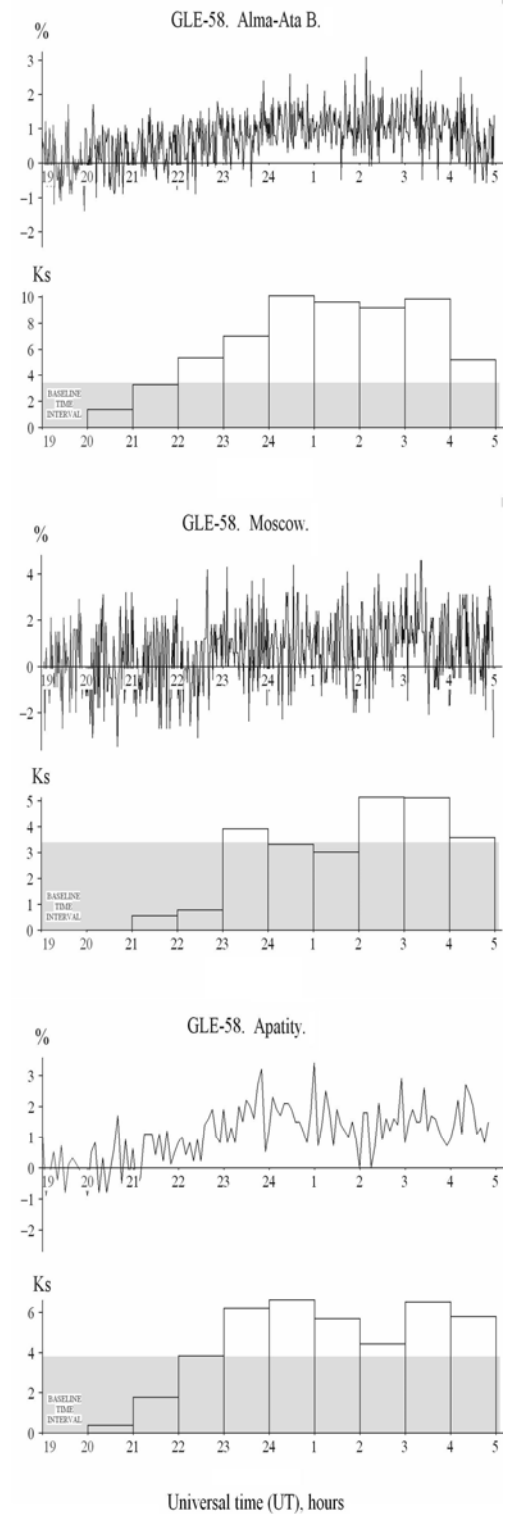 GLE-58. Alma-Ata B.
%
3
2
1
0
−1
−2
19 20 21 22 23 24 1 2 3 4 5
Ks
10
8
6
4
2
0
BASELINE
TIME
INTERVAL
19 20 21 22 23 24 1 2 3 4 5
GLE-58. Moscow.
%
4
2
0
−2
19 20 21 22 23 24 1 2 3 4 5
Ks
5
4
3
2
1
0
BASELINE
TIME
INTERVAL
19 20 21 22 23 24 1 2 3 4 5
GLE-58. Apatity.
%
3
2
1
0
−1
−2
19 20 21 22 23 24 1 2 3 4 5
Ks
6
4
2
0
BASELINE
TIME
INTERVAL
19 20 21 22 23 24 1 2 3 4 5
Universal time (UT), hours